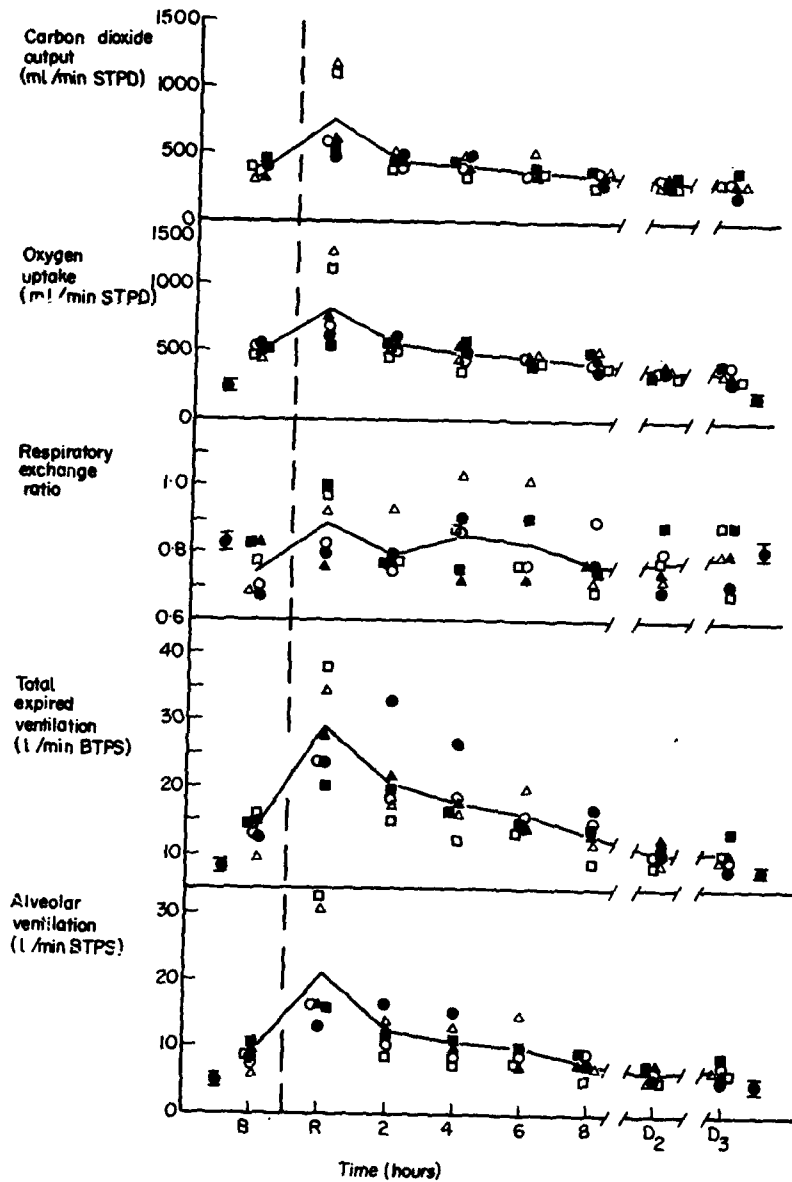 1500
Carbon dioxide
output
(ml/min STPD)
1000
500
0
1500
Oxygen
uptake
(ml/min STPD)
1000
500
0
Respiratory
exchange
ratio
1·0
0·8
0·6
Total
expired
ventilation
(l/min BTPS)
40
30
20
10
Alveolar
ventilation
(l/min BTPS)
30
20
10
0
B R 2 4 6 8 D2 D3
Time (hours)